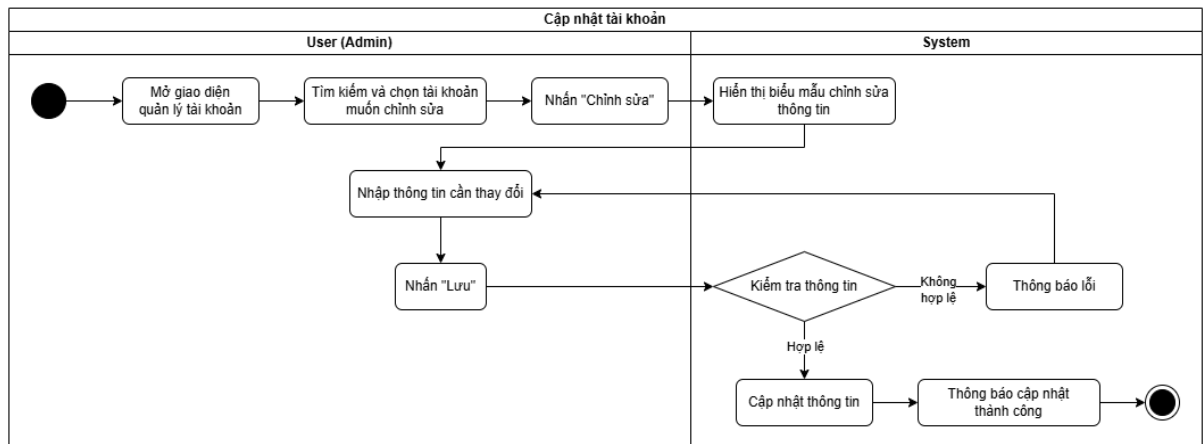 Cập nhật tài khoản
User (Admin)
System
Mở giao diện
quản lý tài khoản
Tìm kiếm và chọn tài khoản
muốn chỉnh sửa
Nhấn "Chỉnh sửa"
Hiển thị biểu mẫu chỉnh sửa
thông tin
Nhập thông tin cần thay đổi
Nhấn "Lưu"
Kiểm tra thông tin
Không
hợp lệ
Thông báo lỗi
Hợp lệ
Cập nhật thông tin
Thông báo cập nhật
thành công